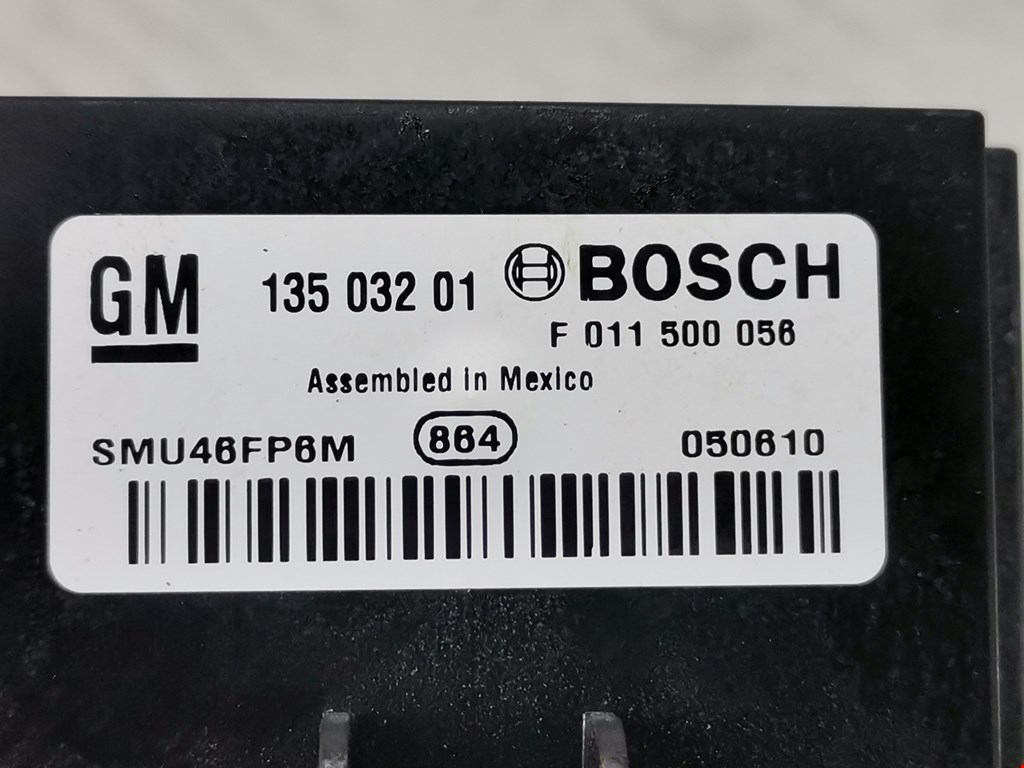 GM 135 032 01 BOSCH
F 011 500 056
Assembled in Mexico
SMU46FP6M 864 050610